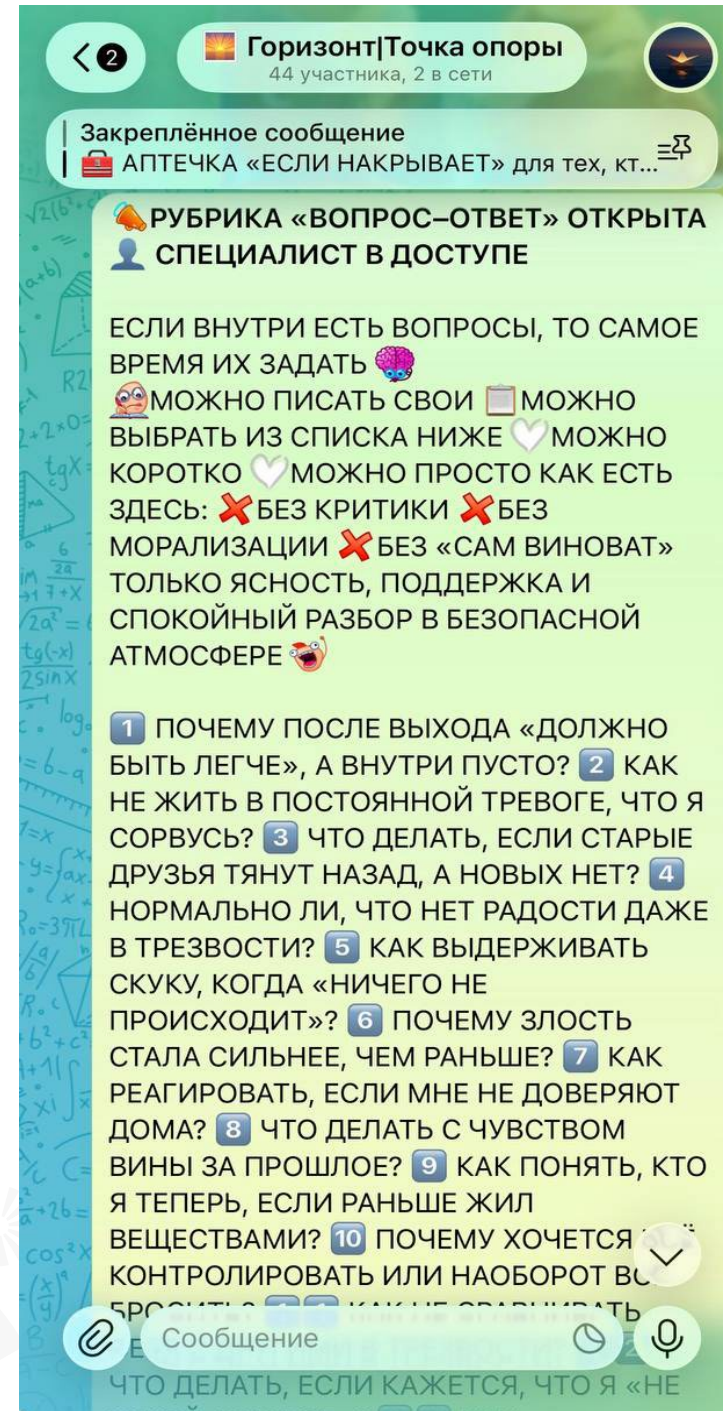 2
Горизонт|Точка опоры
44 участника, 2 в сети
Закреплённое сообщение
АПТЕЧКА «ЕСЛИ НАКРЫВАЕТ» для тех, кт...
РУБРИКА «ВОПРОС–ОТВЕТ» ОТКРЫТА
СПЕЦИАЛИСТ В ДОСТУПЕ
ЕСЛИ ВНУТРИ ЕСТЬ ВОПРОСЫ, ТО САМОЕ
ВРЕМЯ ИХ ЗАДАТЬ
МОЖНО ПИСАТЬ СВОИ МОЖНО
ВЫБРАТЬ ИЗ СПИСКА НИЖЕ МОЖНО
КОРОТКО МОЖНО ПРОСТО КАК ЕСТЬ
ЗДЕСЬ: ❌БЕЗ КРИТИКИ ❌БЕЗ
МОРАЛИЗАЦИИ ❌БЕЗ «САМ ВИНОВАТ»
ТОЛЬКО ЯСНОСТЬ, ПОДДЕРЖКА И
СПОКОЙНЫЙ РАЗБОР В БЕЗОПАСНОЙ
АТМОСФЕРЕ
1 ПОЧЕМУ ПОСЛЕ ВЫХОДА «ДОЛЖНО
БЫТЬ ЛЕГЧЕ», А ВНУТРИ ПУСТО? 2 КАК
НЕ ЖИТЬ В ПОСТОЯННОЙ ТРЕВОГЕ, ЧТО Я
СОРВУСЬ? 3 ЧТО ДЕЛАТЬ, ЕСЛИ СТАРЫЕ
ДРУЗЬЯ ТЯНУТ НАЗАД, А НОВЫХ НЕТ? 4
НОРМАЛЬНО ЛИ, ЧТО НЕТ РАДОСТИ ДАЖЕ
В ТРЕЗВОСТИ? 5 КАК ВЫДЕРЖИВАТЬ
СКУКУ, КОГДА «НИЧЕГО НЕ
ПРОИСХОДИТ»? 6 ПОЧЕМУ ЗЛОСТЬ
СТАЛА СИЛЬНЕЕ, ЧЕМ РАНЬШЕ? 7 КАК
РЕАГИРОВАТЬ, ЕСЛИ МНЕ НЕ ДОВЕРЯЮТ
ДОМА? 8 ЧТО ДЕЛАТЬ С ЧУВСТВОМ
ВИНЫ ЗА ПРОШЛОЕ? 9 КАК ПОНЯТЬ, КТО
Я ТЕПЕРЬ, ЕСЛИ РАНЬШЕ ЖИЛ
ВЕЩЕСТВАМИ? 10 ПОЧЕМУ ХОЧЕТСЯ
КОНТРОЛИРОВАТЬ ИЛИ НАОБОРОТ
БРОСИТЬ? 11 КАК НЕ СРАВНИВАТЬ
Сообщение
ЧТО ДЕЛАТЬ, ЕСЛИ КАЖЕТСЯ, ЧТО Я «НЕ